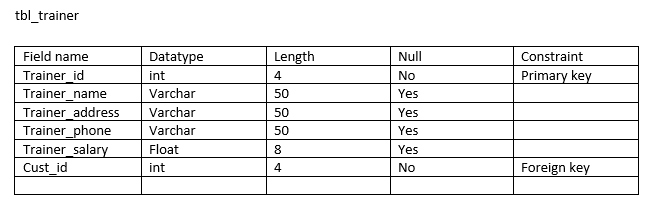 tbl_trainer
Field name Datatype Length Null Constraint
Trainer_id int 4 No Primary key
Trainer_name Varchar 50 Yes
Trainer_address Varchar 50 Yes
Trainer_phone Varchar 50 Yes
Trainer_salary Float 8 Yes
Cust_id int 4 No Foreign key